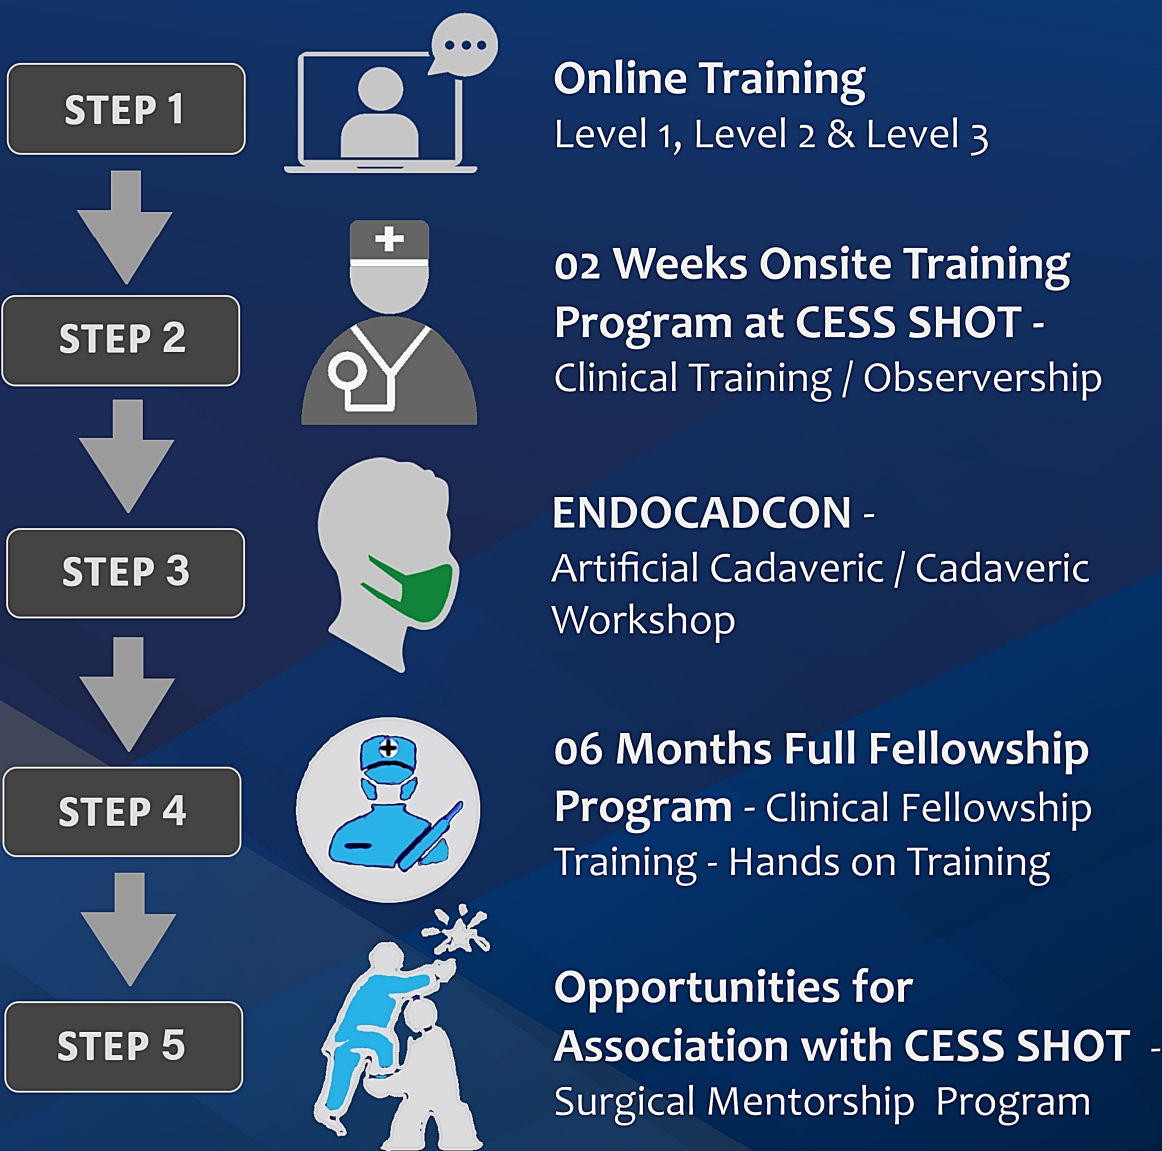 STEP 1
Online Training
Level 1, Level 2 & Level 3
STEP 2
02 Weeks Onsite Training
Program at CESS SHOT -
Clinical Training / Observership
STEP 3
ENDOCADCON -
Artificial Cadaveric / Cadaveric
Workshop
STEP 4
06 Months Full Fellowship
Program - Clinical Fellowship
Training - Hands on Training
STEP 5
Opportunities for
Association with CESS SHOT -
Surgical Mentorship Program